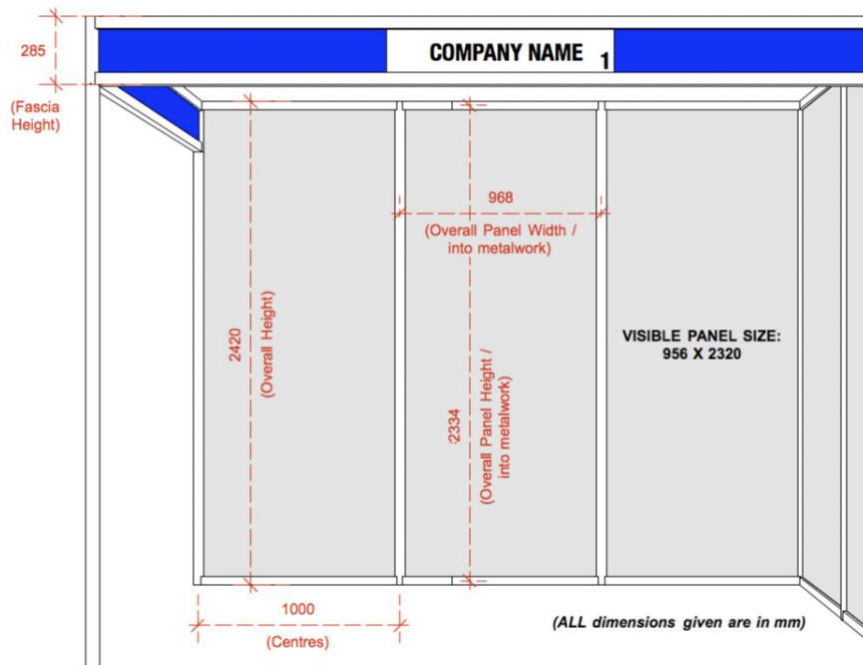 COMPANY NAME 1
285
(Fascia
Height)
968
(Overall Panel Width /
into metalwork)
2420
(Overall Height)
2334
(Overall Panel Height /
into metalwork)
VISIBLE PANEL SIZE:
956 X 2320
1000
(Centres)
(ALL dimensions given are in mm)